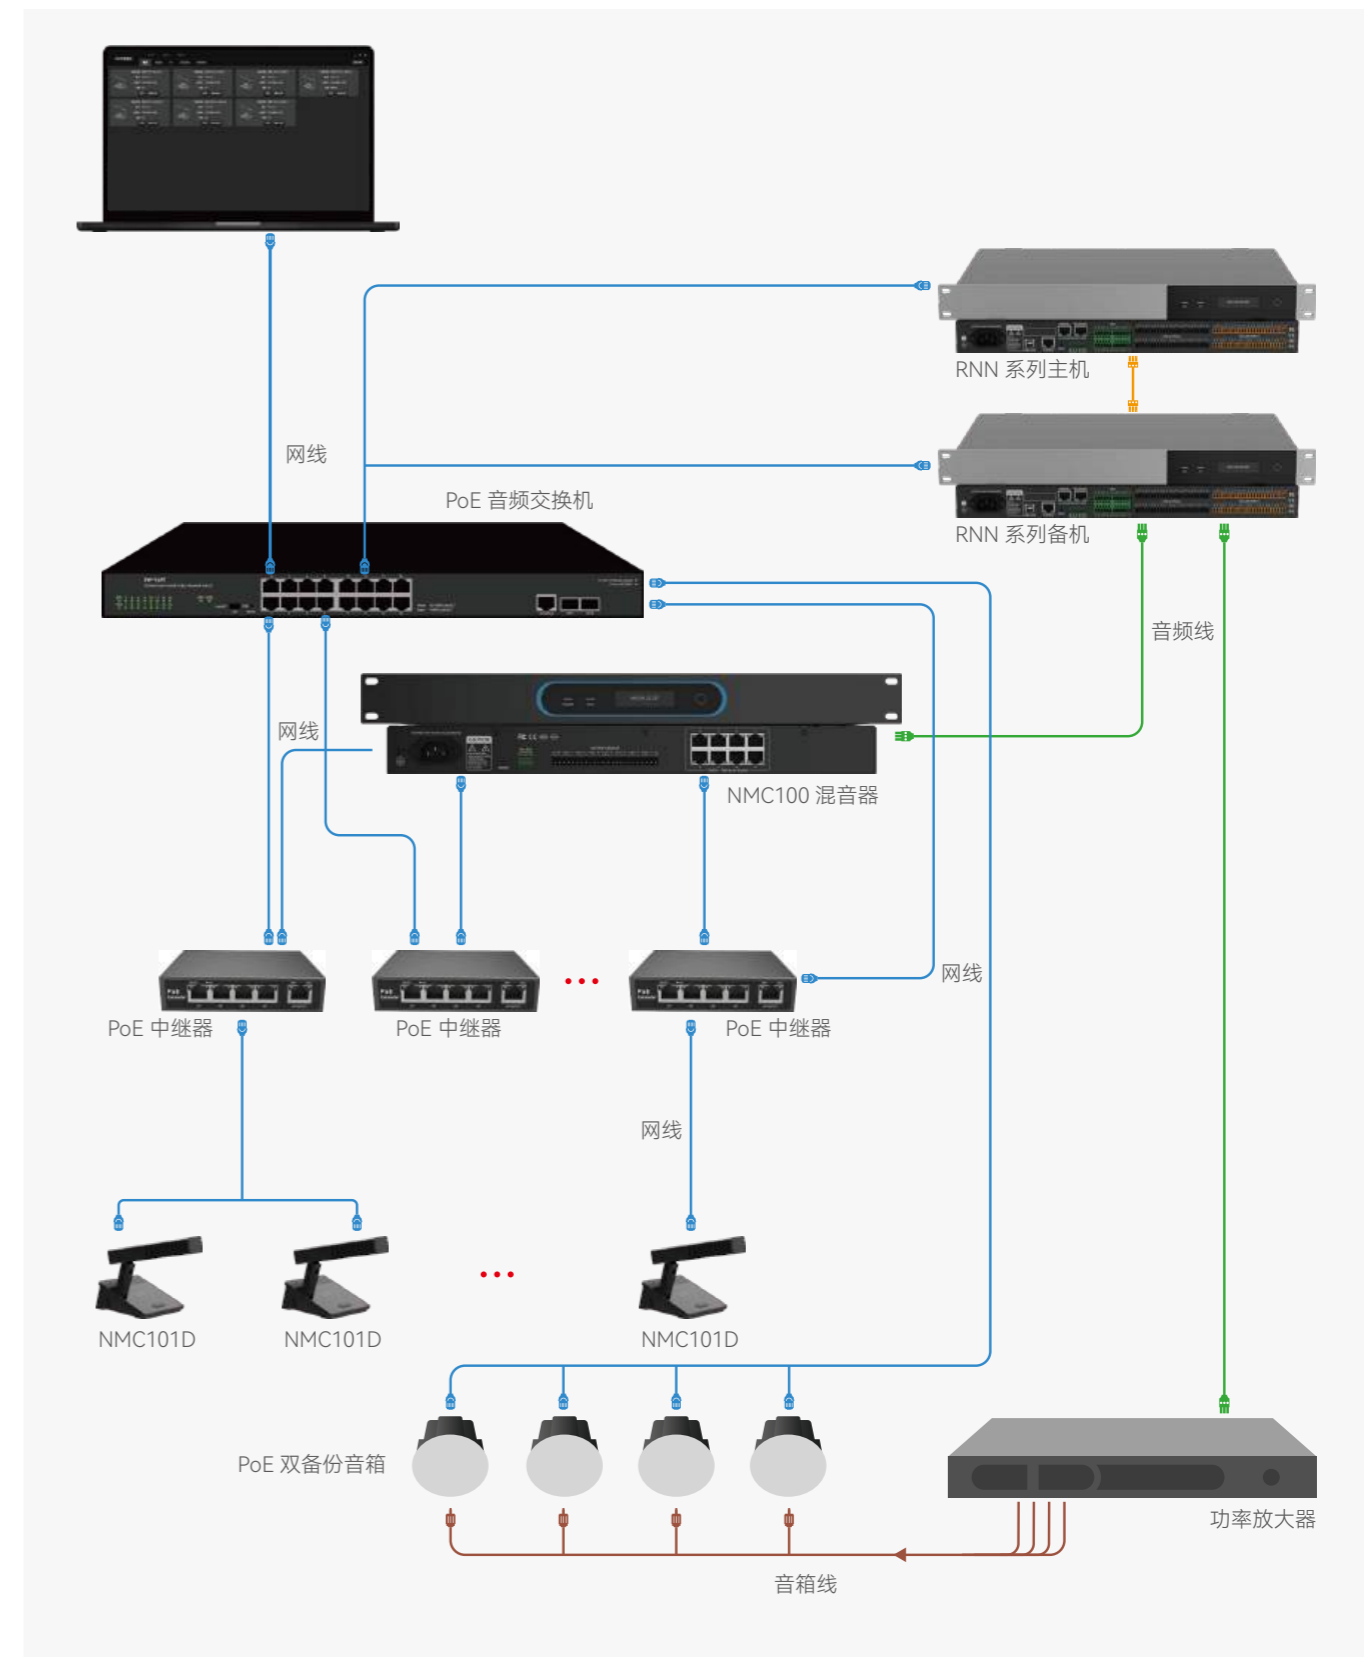 RNN 系列主机
网线
PoE 音频交换机
RNN 系列备机
音频线
网线
NMC100 混音器
网线
PoE 中继器
PoE 中继器
PoE 中继器
网线
NMC101D
NMC101D
NMC101D
PoE 双备份音箱
功率放大器
音箱线